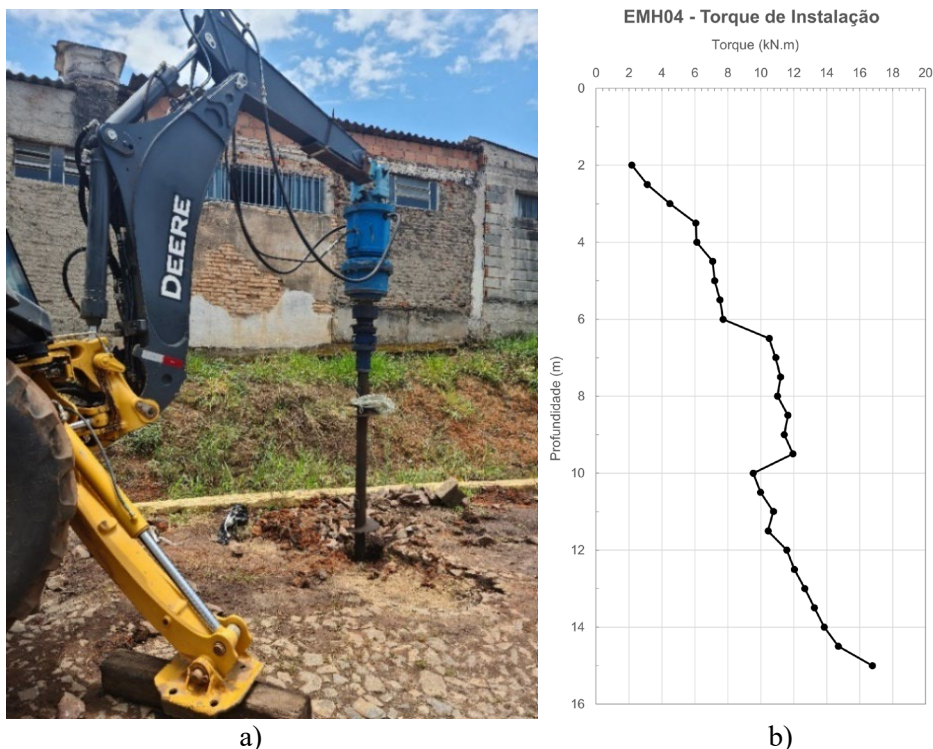 DEERE
a)
EMH04 - Torque de Instalação
Torque (kN.m)
0 2 4 6 8 10 12 14 16 18 20
Profundidade (m)
0
2
4
6
8
10
12
14
16
b)